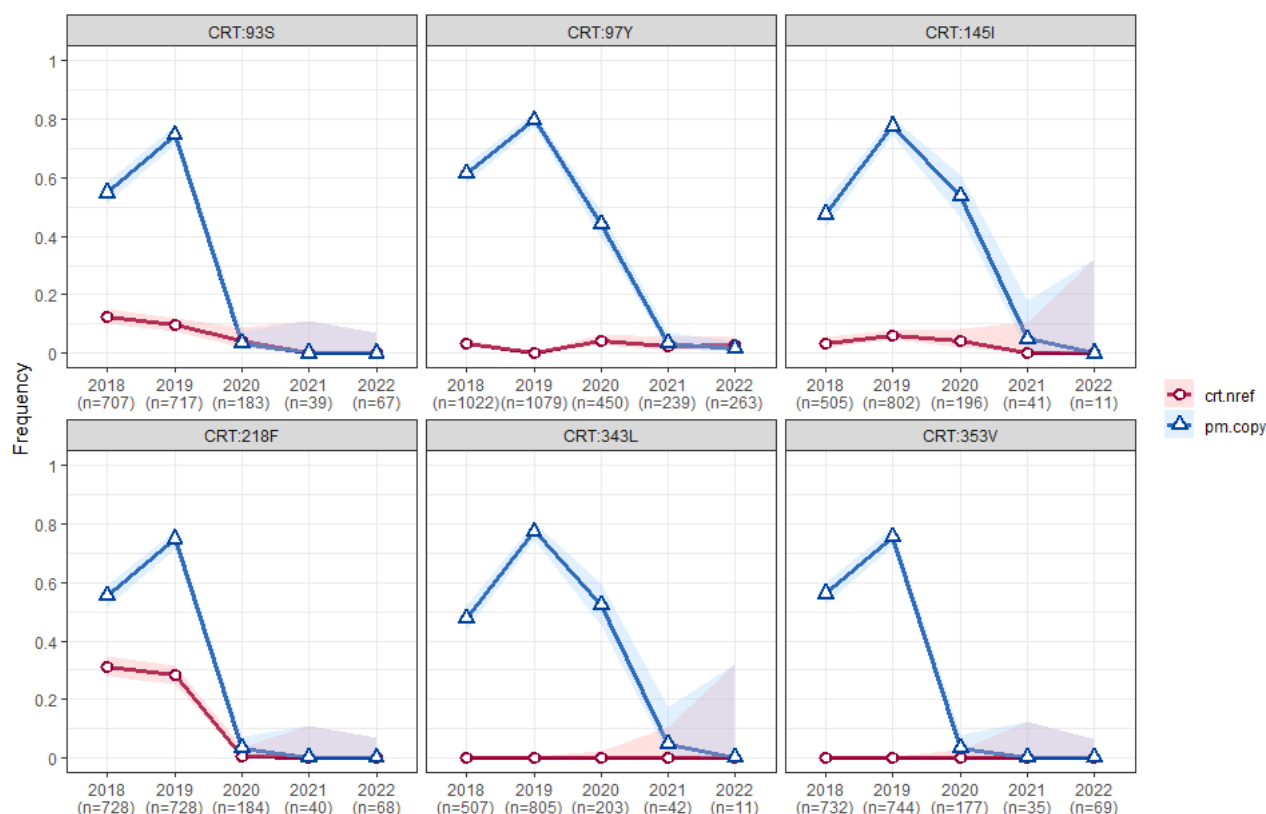 CRT:93S CRT:97Y CRT:145I
1
0.8
0.6
0.4
0.2
0
2018 2019 2020 2021 2022 2018 2019 2020 2021 2022 2018 2019 2020 2021 2022
(n=707) (n=717) (n=183) (n=39) (n=67) (n=1022) (n=1079) (n=450) (n=239) (n=263) (n=505) (n=802) (n=196) (n=41) (n=11)
Frequency
crt.nref
pm.copy
CRT:218F CRT:343L CRT:353V
1
0.8
0.6
0.4
0.2
0
2018 2019 2020 2021 2022 2018 2019 2020 2021 2022 2018 2019 2020 2021 2022
(n=728) (n=728) (n=184) (n=40) (n=68) (n=507) (n=805) (n=203) (n=42) (n=11) (n=732) (n=744) (n=177) (n=35) (n=69)